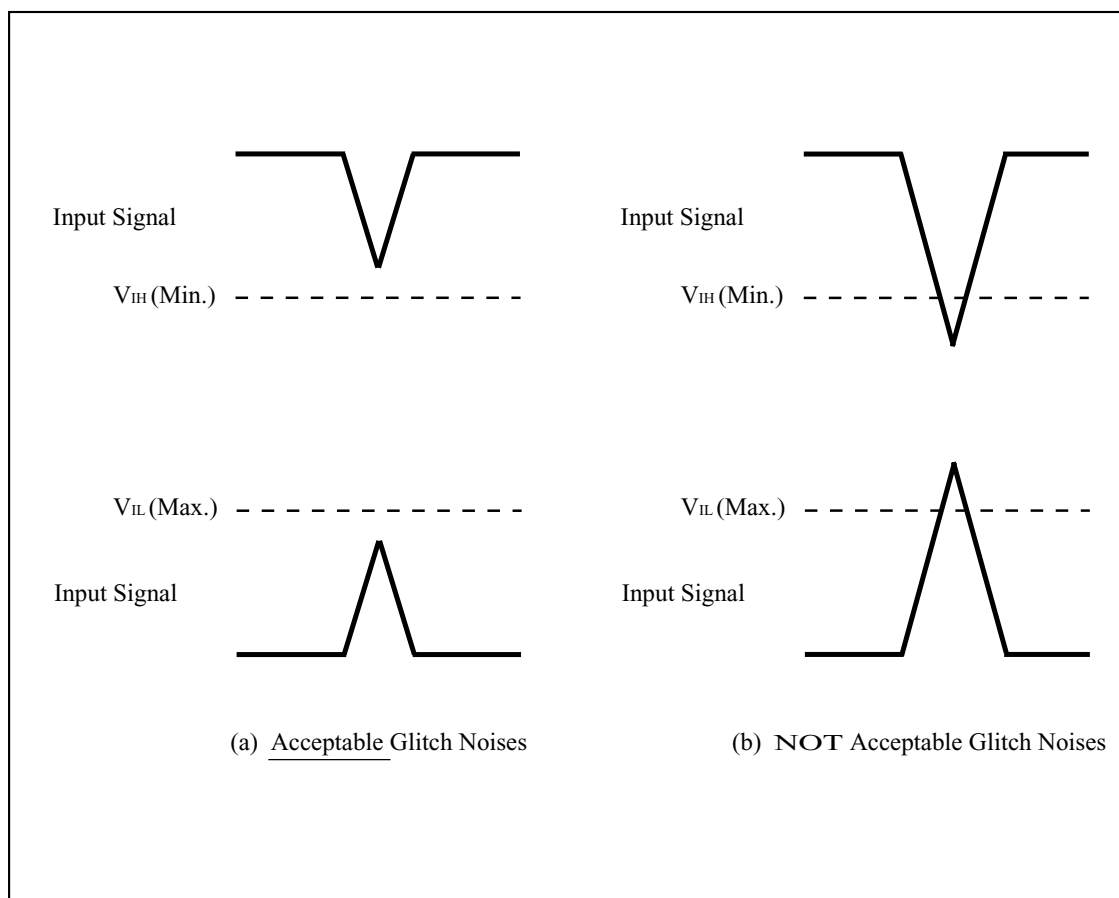 Input Signal
Input Signal
VIH (Min.)
VIH (Min.)
VIL (Max.)
VIL (Max.)
Input Signal
Input Signal
(a) Acceptable Glitch Noises
(b) NOT Acceptable Glitch Noises